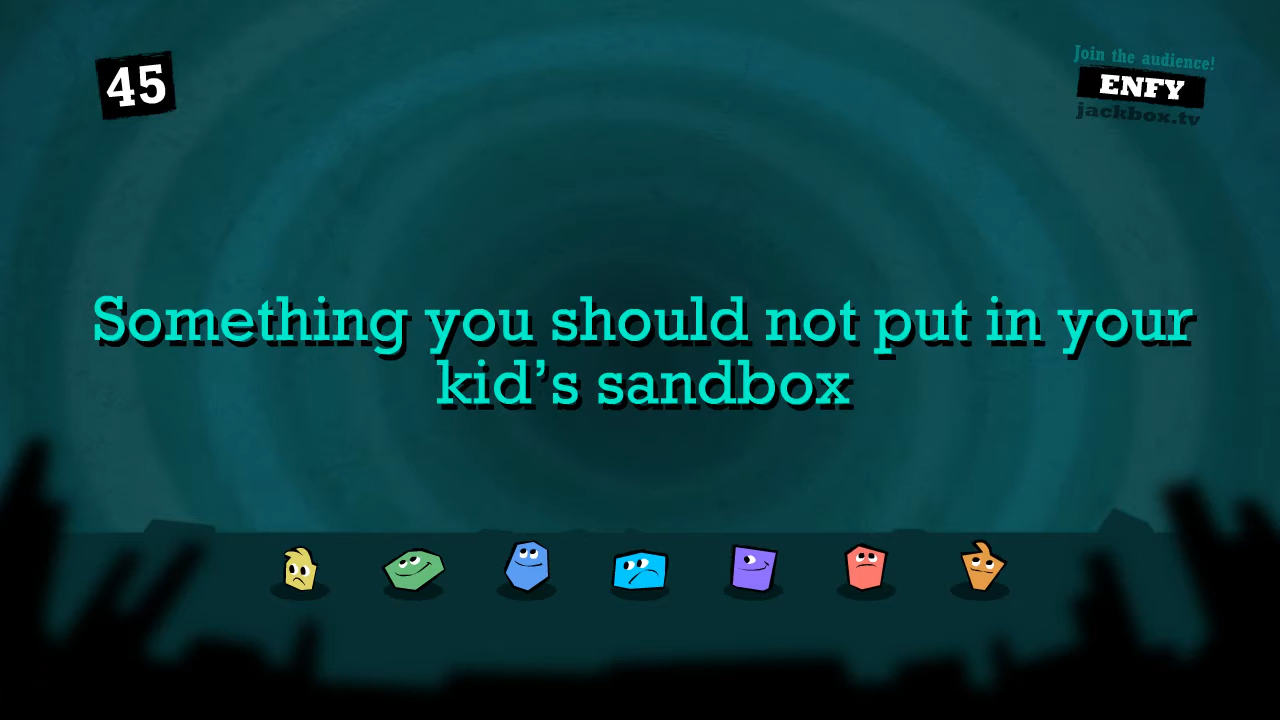 45
Join the audience!
ENFY
jackbox.tv
Something you should not put in your
kid’s sandbox